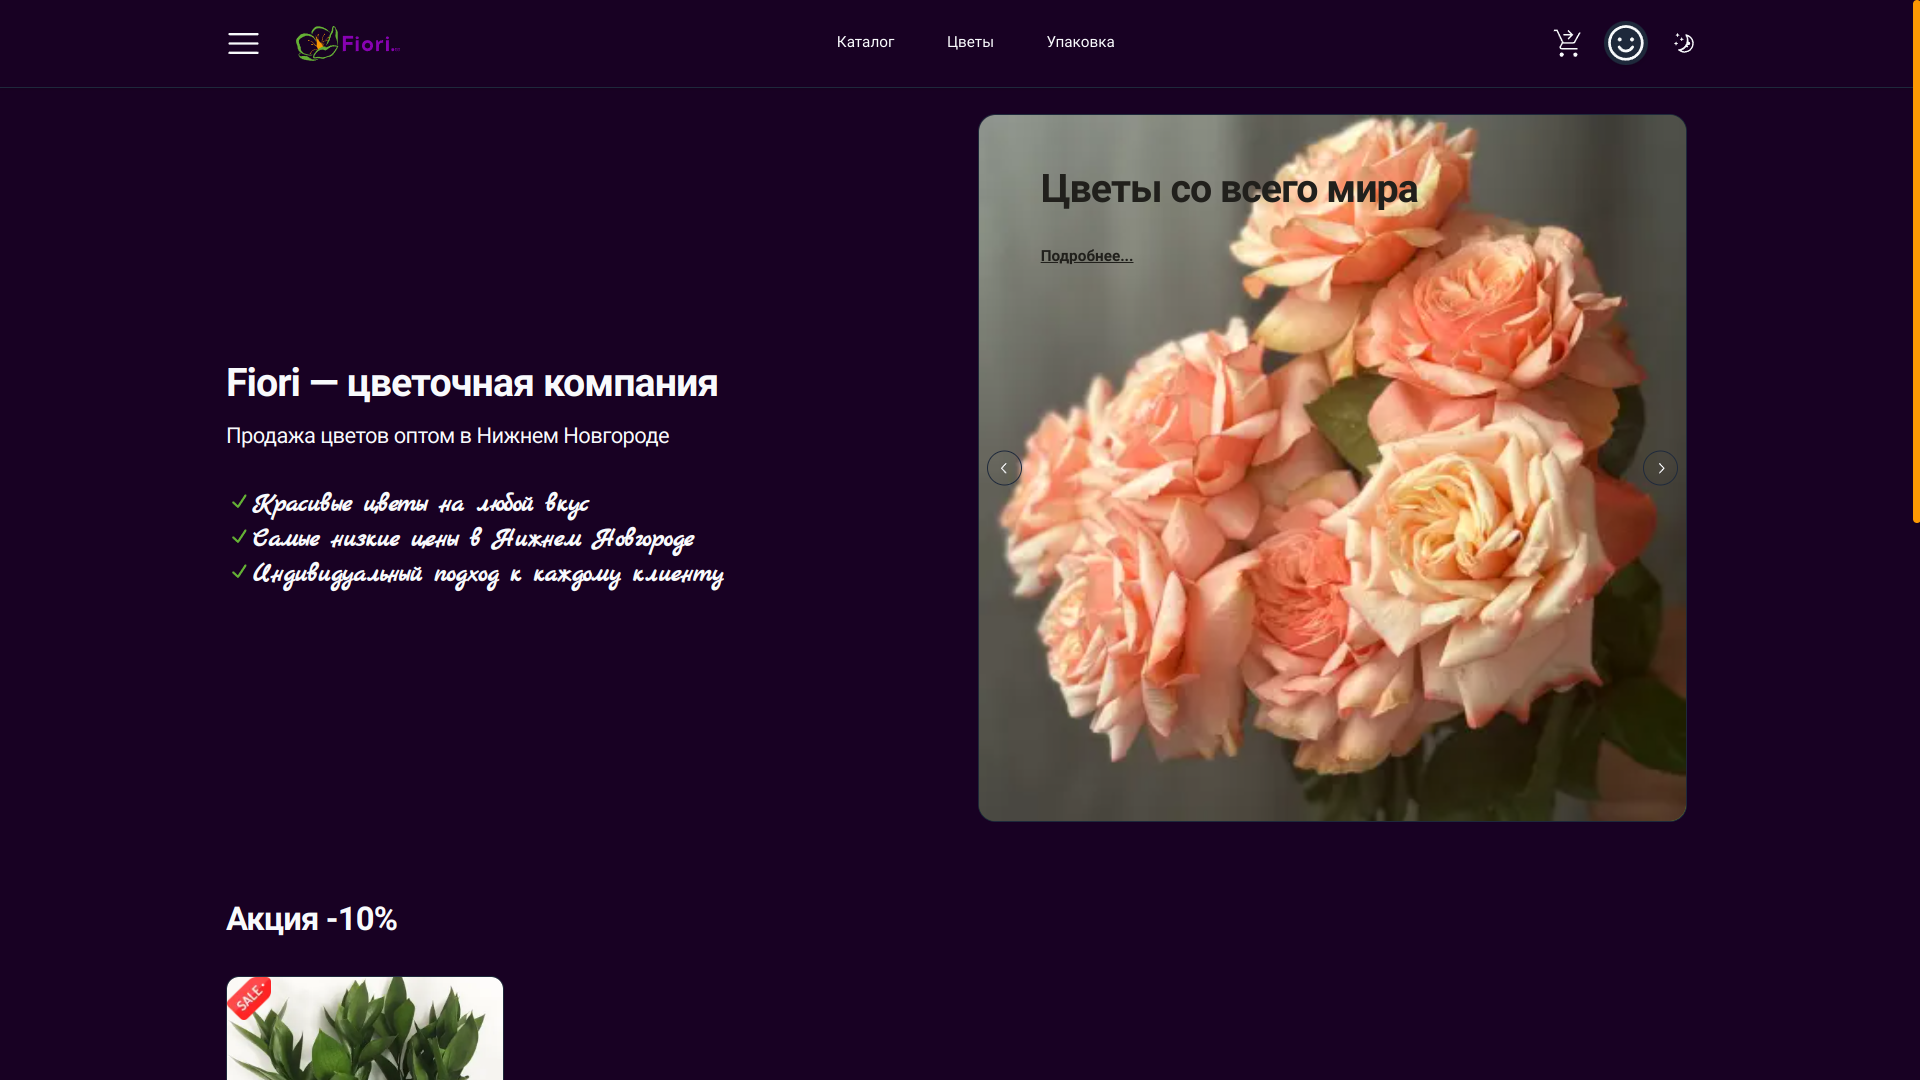 Fiori
Каталог
Цветы
Упаковка
Цветы со всего мира
Подробнее...
Fiori — цветочная компания
Продажа цветов оптом в Нижнем Новгороде
Красивые цветы на любой вкус
Самые низкие цены в Нижнем Новгороде
Индивидуальный подход к каждому клиенту
Акция -10%
SALE